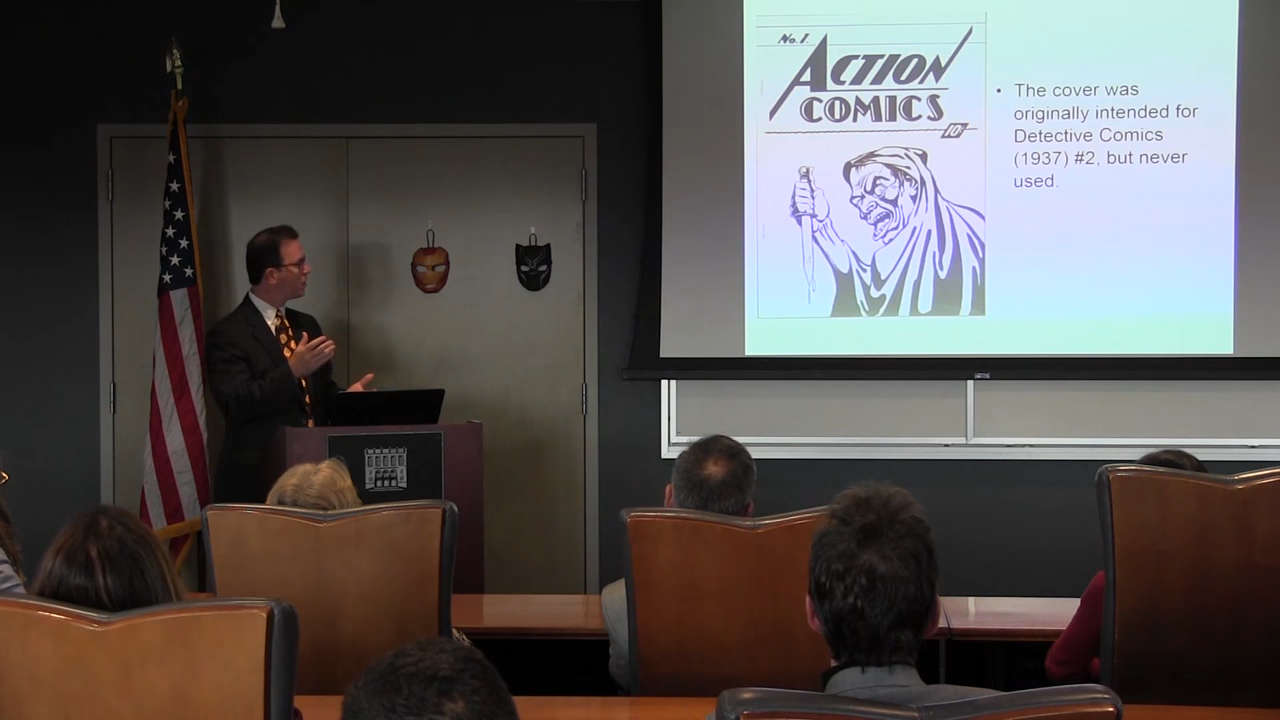 No. 1.
ACTION
COMICS
10¢
• The cover was
originally intended for
Detective Comics
(1937) #2, but never
used.